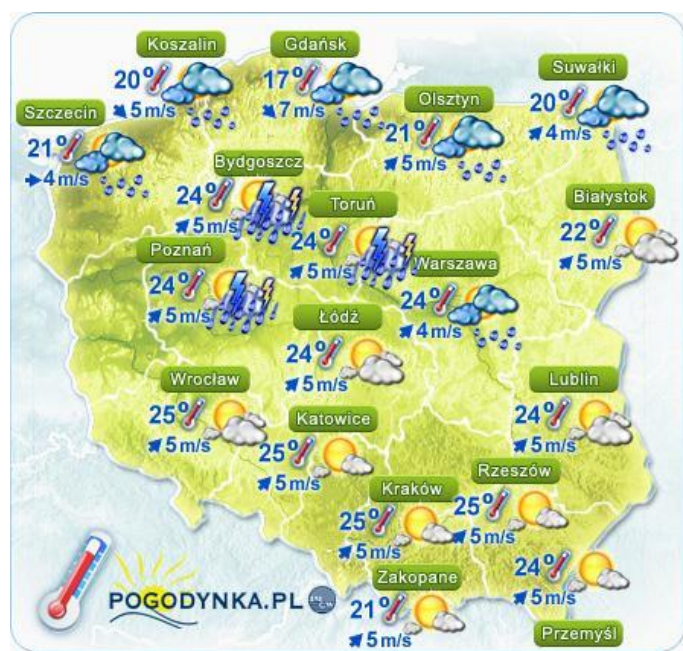 Koszalin
20°
5 m/s
Gdańsk
17°
7 m/s
Suwałki
20°
4 m/s
Szczecin
21°
4 m/s
Olsztyn
21°
5 m/s
Bydgoszcz
24°
5 m/s
Toruń
24°
5 m/s
Białystok
22°
5 m/s
Poznań
24°
5 m/s
Warszawa
24°
4 m/s
Łódź
24°
5 m/s
Wrocław
25°
5 m/s
Katowice
25°
5 m/s
Lublin
24°
5 m/s
Kraków
25°
5 m/s
Rzeszów
25°
5 m/s
Zakopane
21°
5 m/s
24°
5 m/s
Przemyśl
POGODYNKA.PL